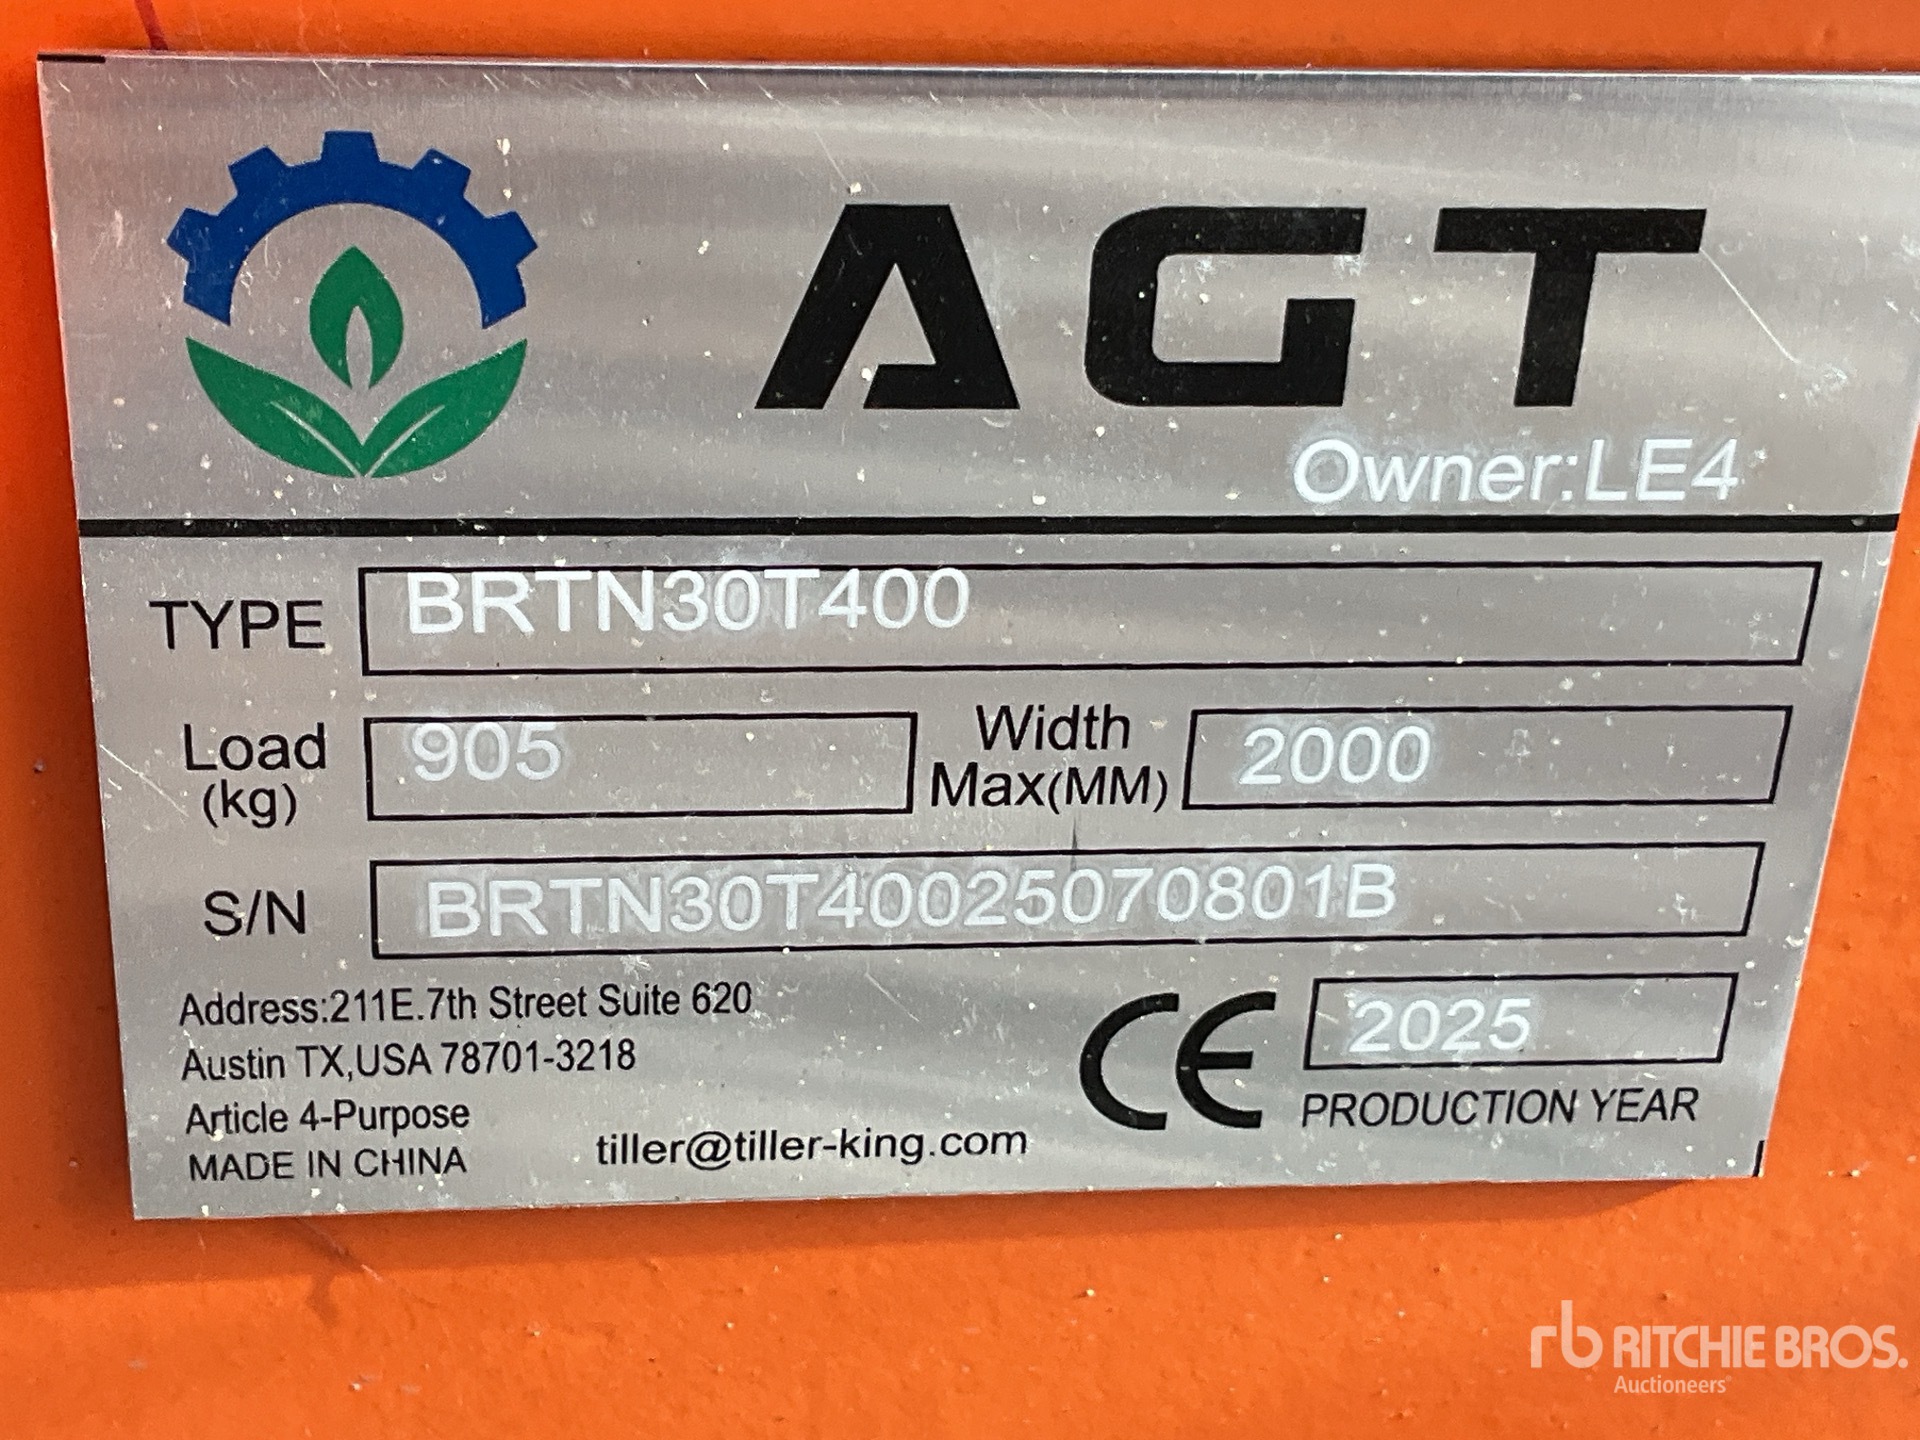 AGT
Owner:LE4
TYPE BRTN30T400
Load (kg) 905 Width Max(MM) 2000
S/N BRTN30T40025070801B
Address:211E.7th Street Suite 620
Austin TX,USA 78701-3218
Article 4-Purpose
MADE IN CHINA
tiller@tiller-king.com
CE 2025
PRODUCTION YEAR
rb RITCHIE BROS.
Auctioneers